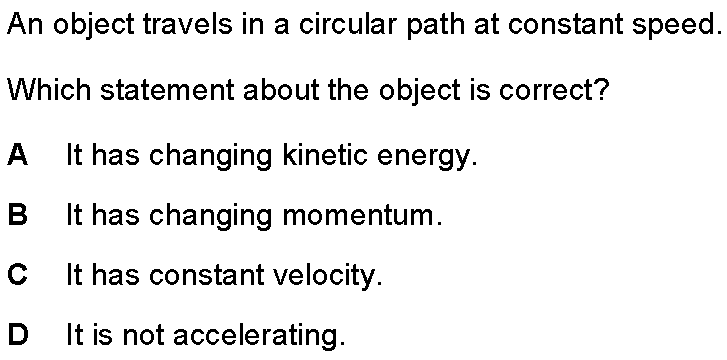 An object travels in a circular path at constant speed.
Which statement about the object is correct?
A It has changing kinetic energy.
B It has changing momentum.
C It has constant velocity.
D It is not accelerating.